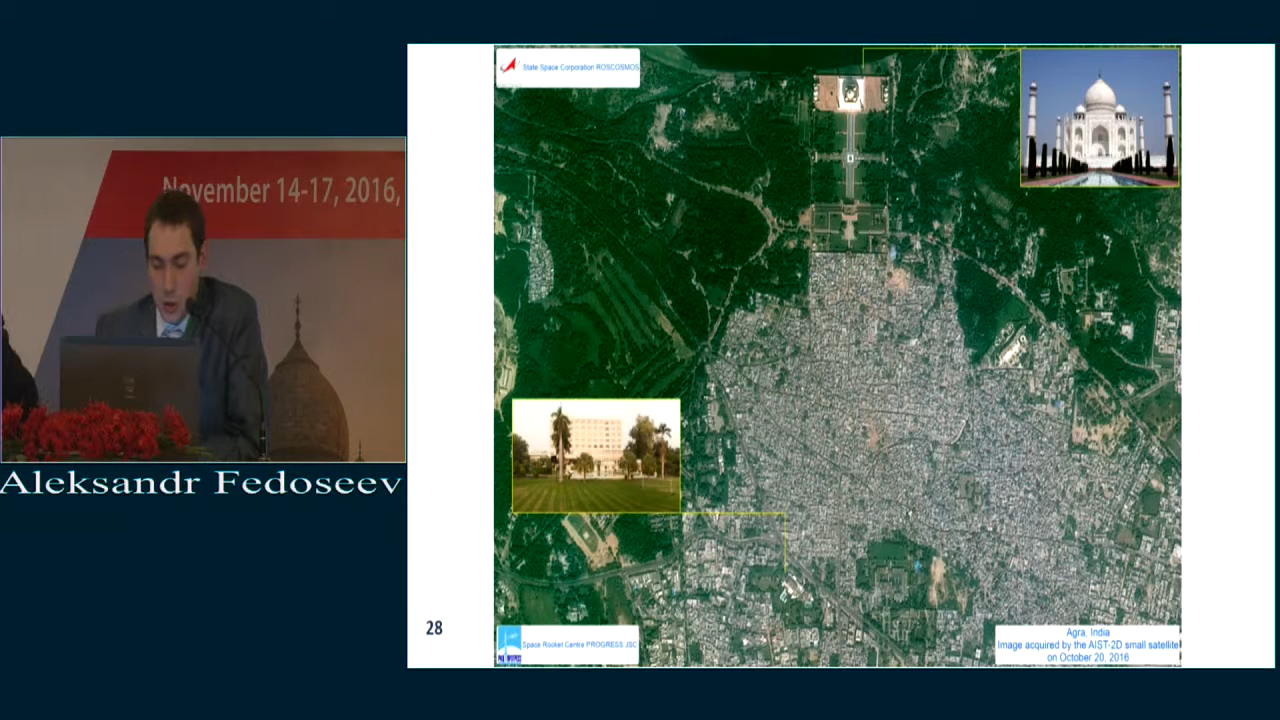 November 14-17, 2016,
Aleksandr Fedoseev
State Space Corporation ROSCOSMOS
28
Space Rocket Centre PROGRESS JSC
Agra, India
Image acquired by the AIST-2D small satellite
on October 20, 2016